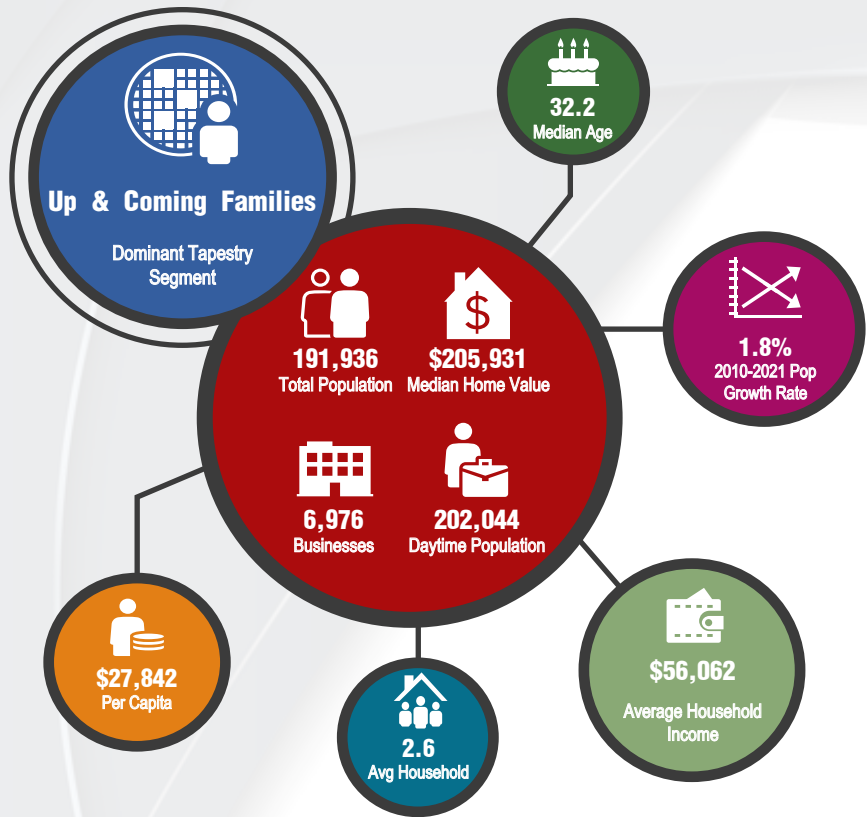 Up & Coming Families
Dominant Tapestry
Segment
32.2
Median Age
191,936
Total Population
$205,931
Median Home Value
1.8%
2010-2021 Pop
Growth Rate
6,976
Businesses
202,044
Daytime Population
$27,842
Per Capita
2.6
Avg Household
$56,062
Average Household
Income